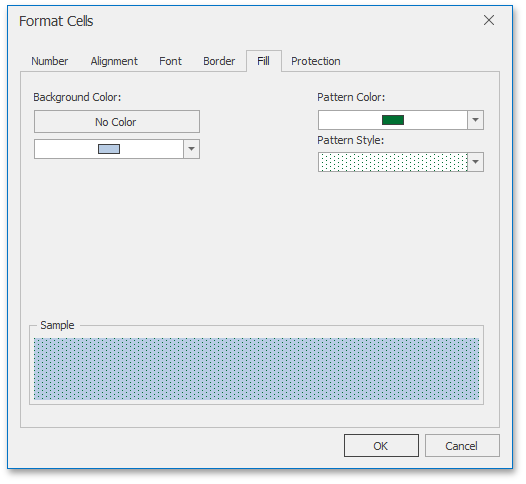 Format Cells
Number Alignment Font Border Fill Protection
Background Color: Pattern Color:
No Color
Pattern Style:
Sample
OK Cancel